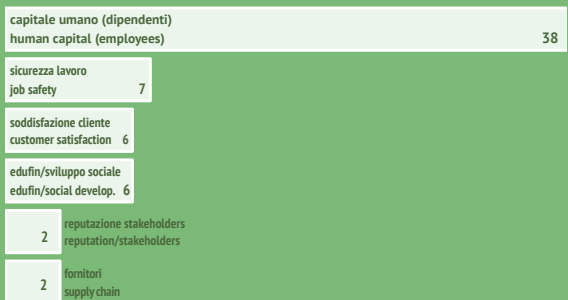 capitale umano (dipendenti)
human capital (employees)
38
sicurezza lavoro
job safety
7
soddisfazione cliente
customer satisfaction 6
edufin/sviluppo sociale
edufin/social develop. 6
reputazione stakeholders
2
reputation/stakeholders
fornitori
2
supply chain